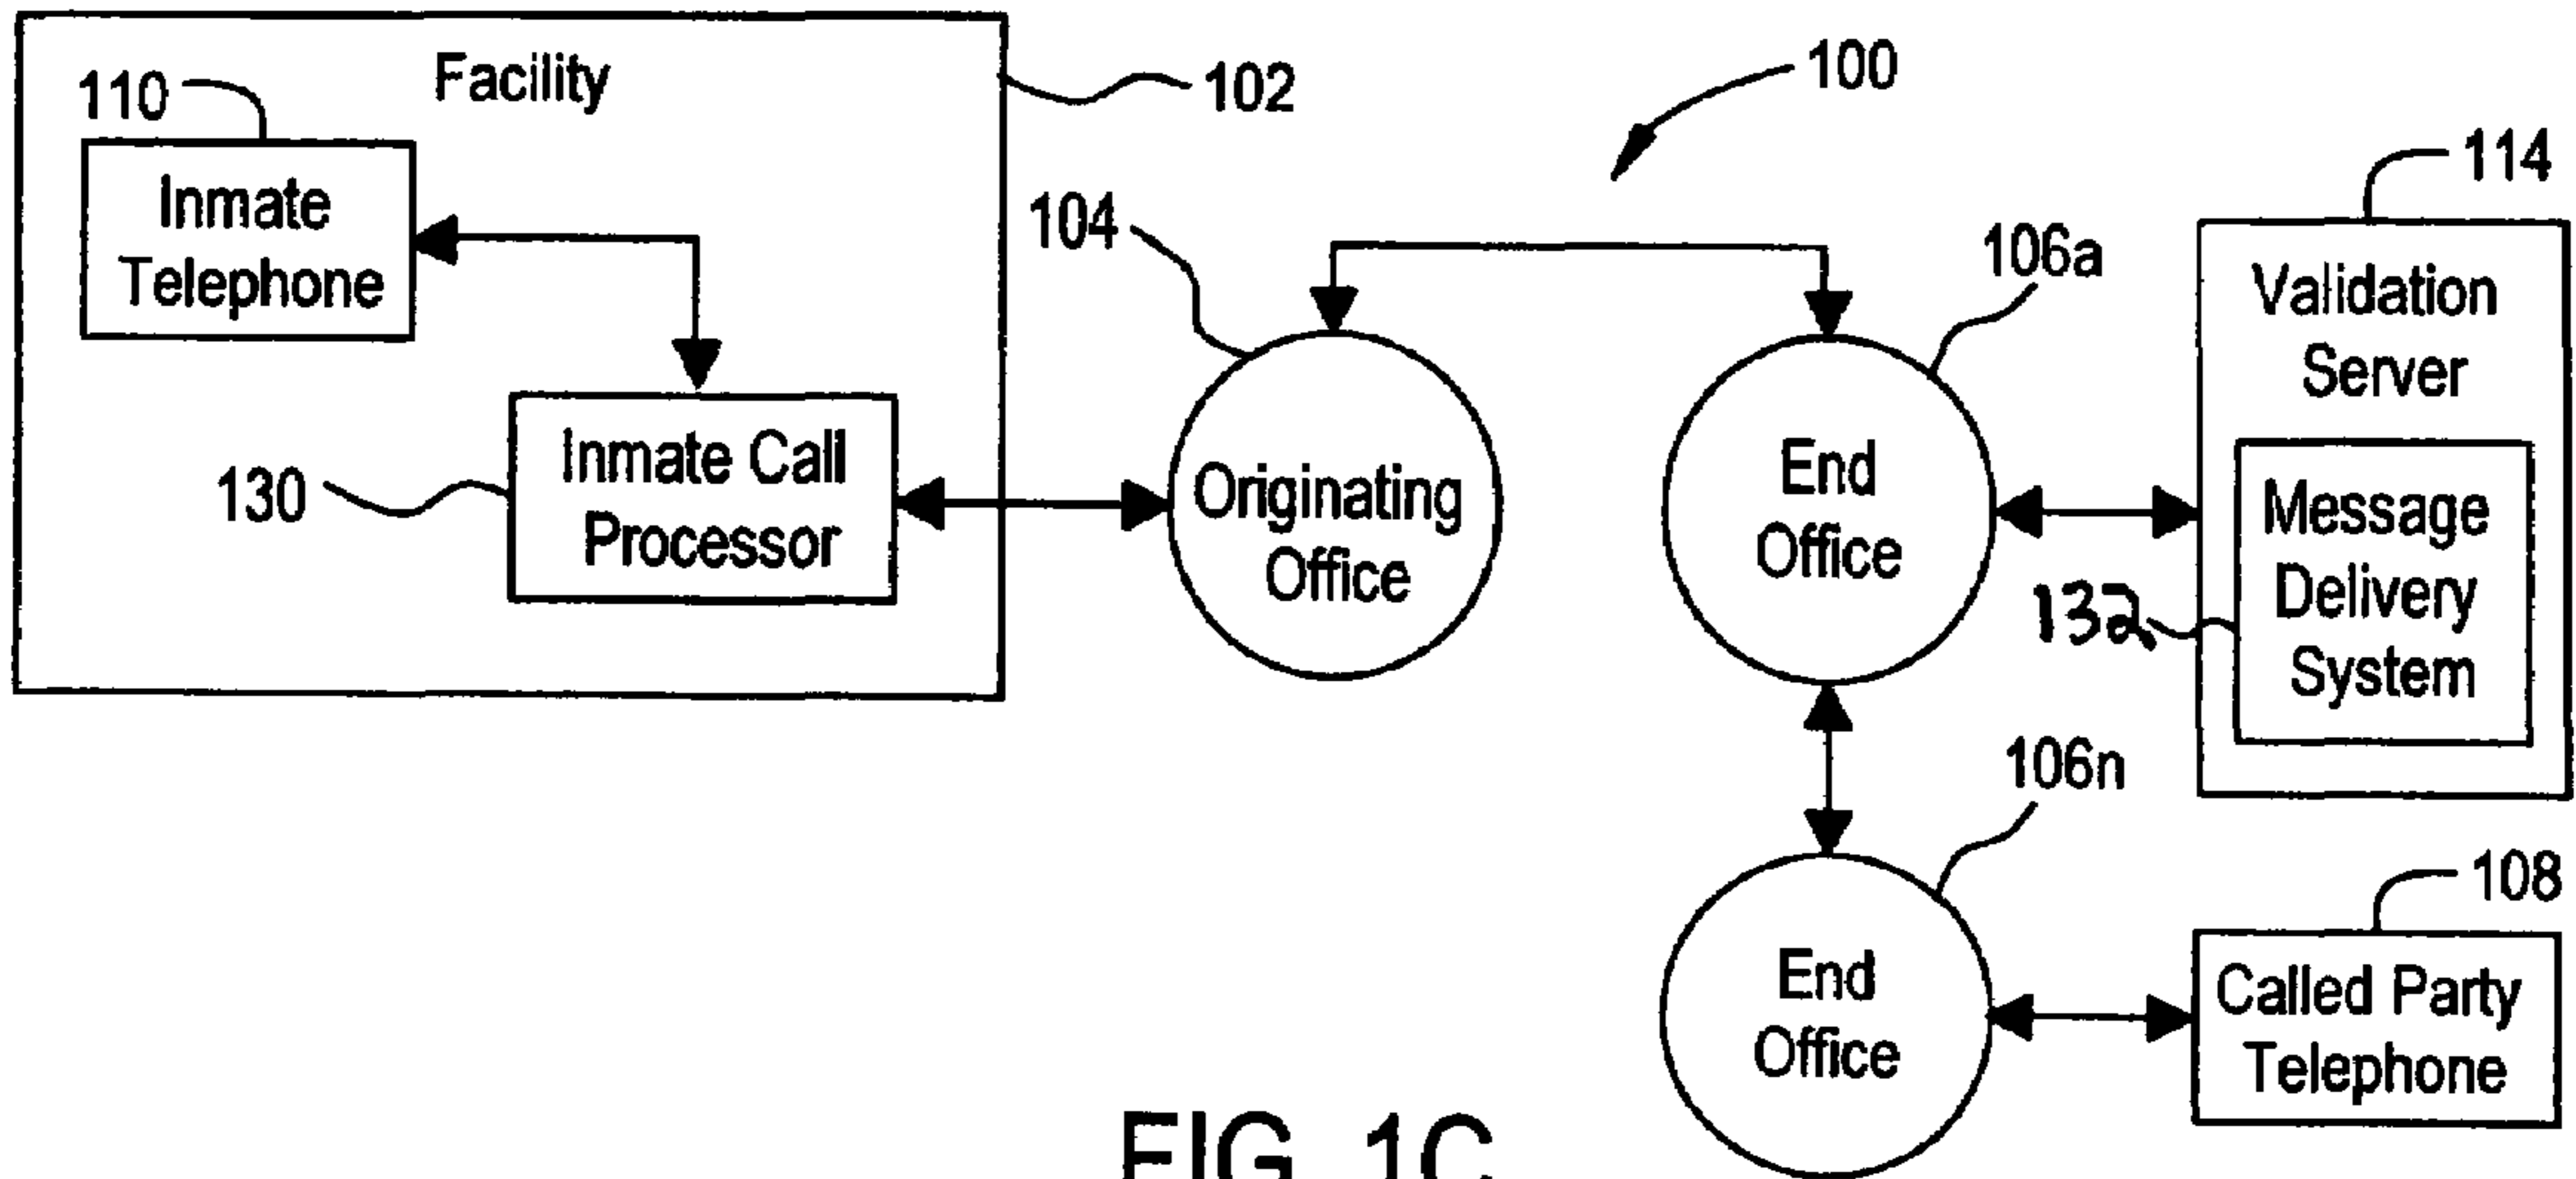 110
Facility
102
100
Inmate
Telephone
104
106a
114
Validation
Server
130
Inmate Call
Processor
Originating
Office
End
Office
132
Message
Delivery
System
106n
End
Office
108
Called Party
Telephone
FIG. 1C